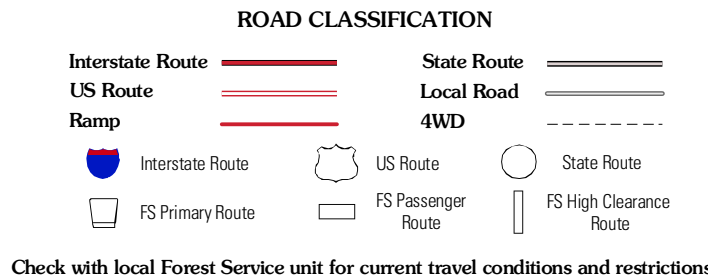 ROAD CLASSIFICATION
Interstate Route
State Route
US Route
Local Road
Ramp
4WD
Interstate Route
US Route
State Route
FS Primary Route
FS Passenger
Route
FS High Clearance
Route
Check with local Forest Service unit for current travel conditions and restrictions